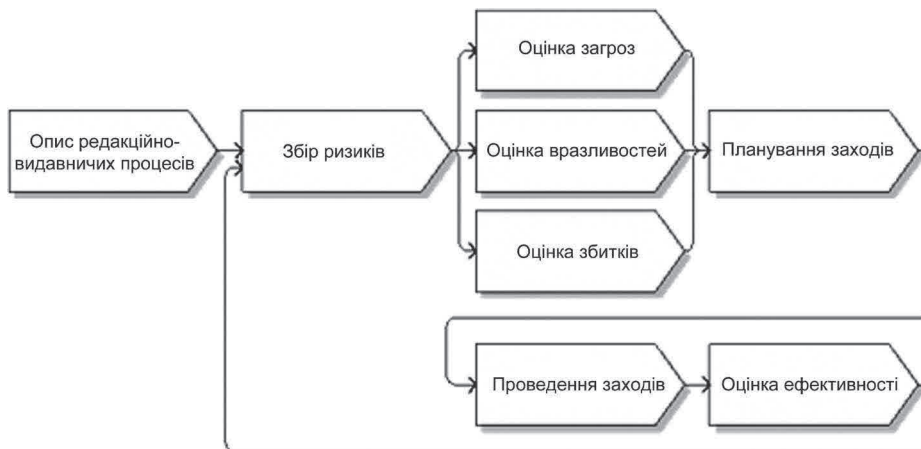 Опис редакційно-
видавничих процесів
Збір ризиків
Оцінка загроз
Оцінка вразливостей
Оцінка збитків
Планування заходів
Проведення заходів
Оцінка ефективності